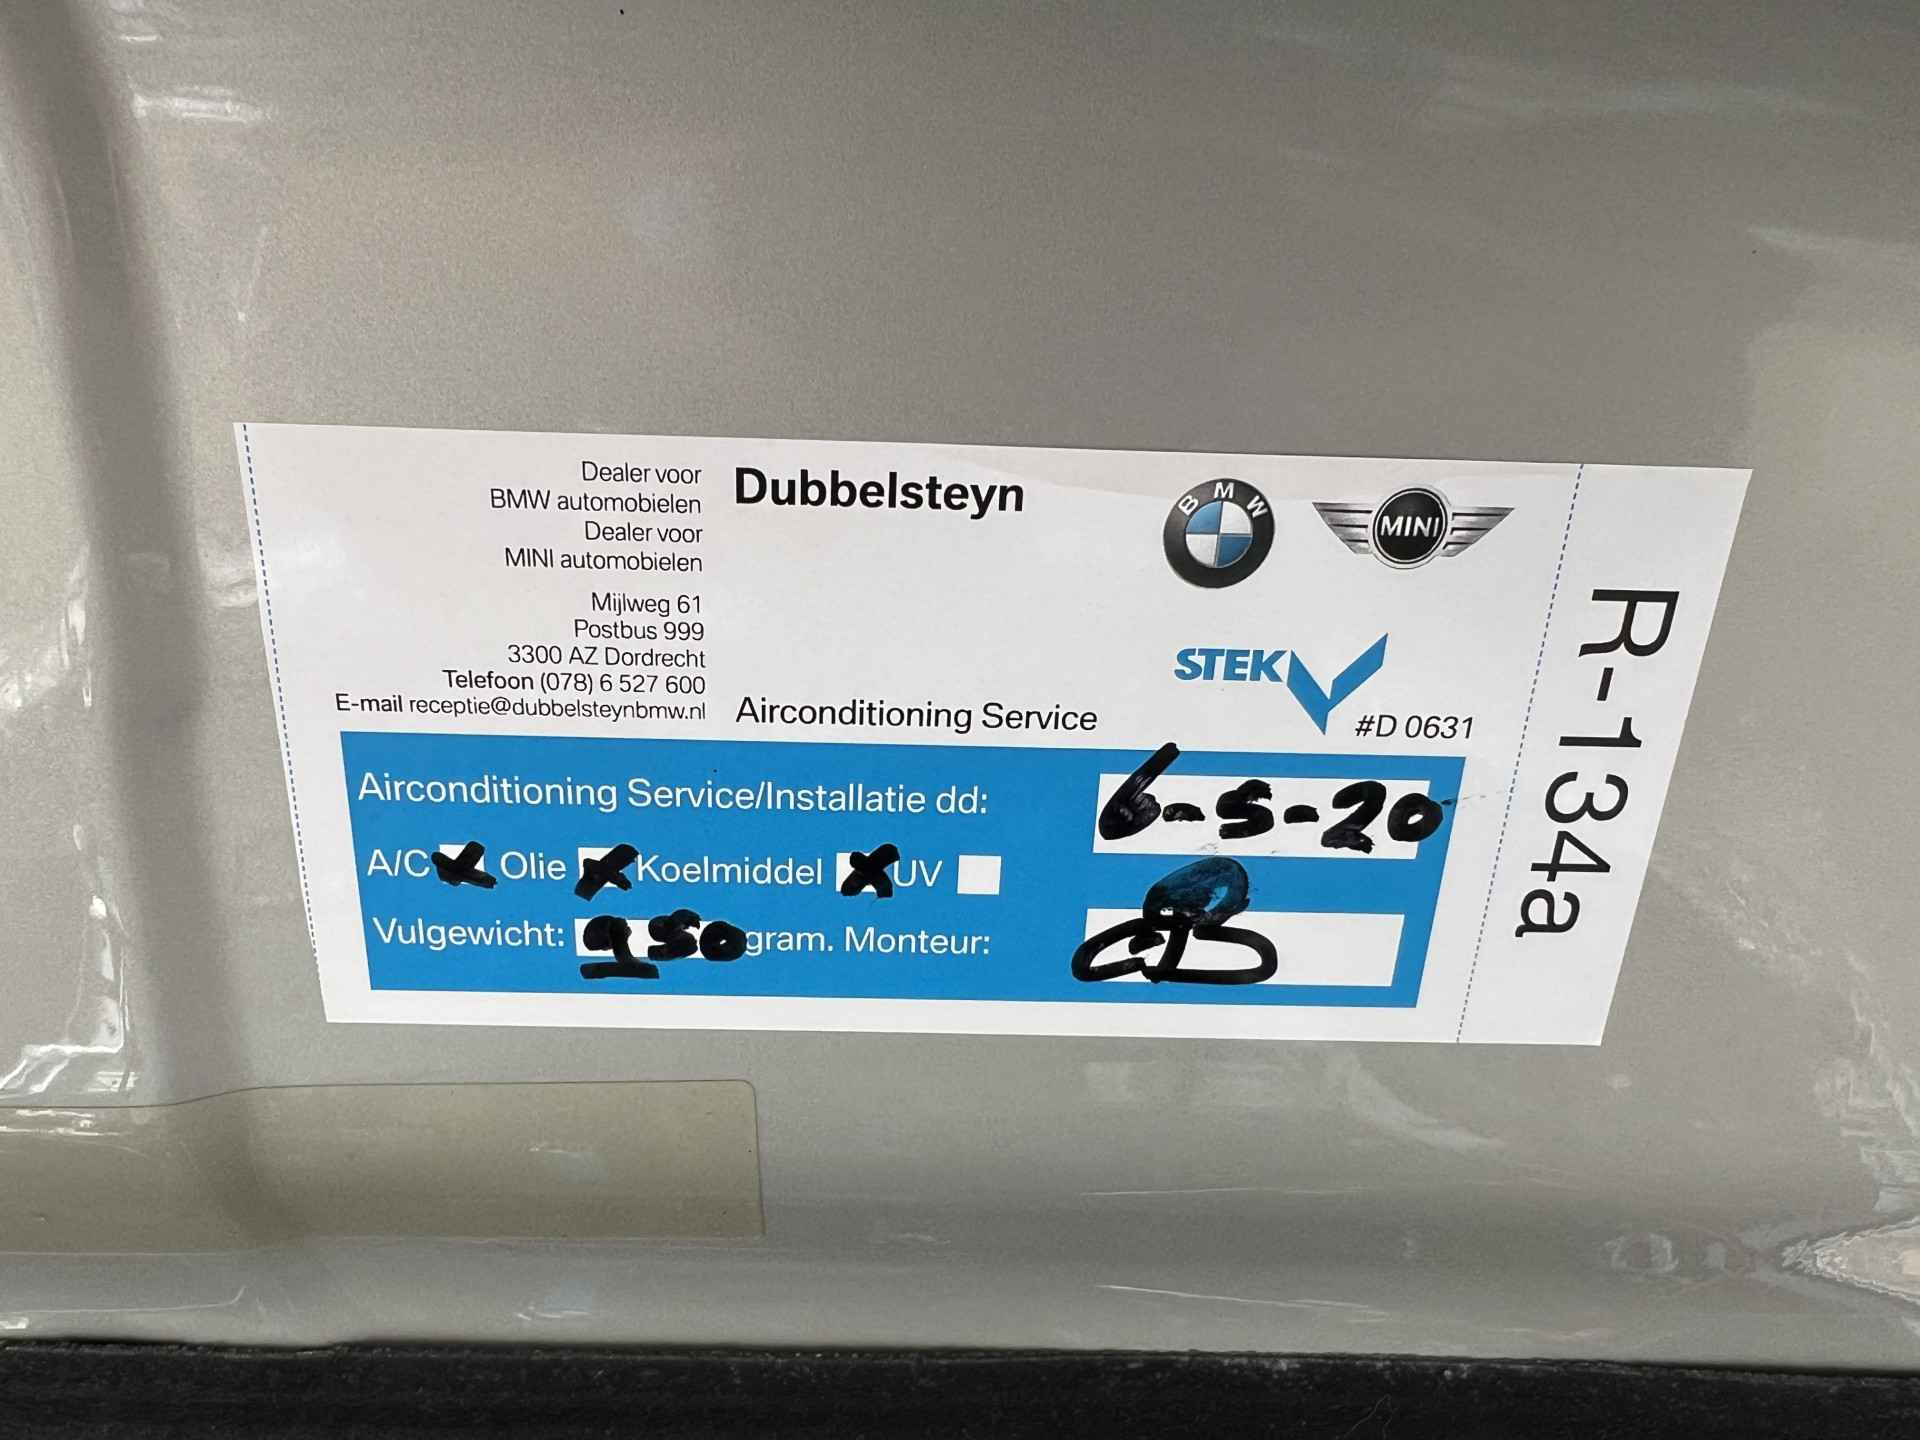 Dealer voor
BMW automobielen
Dealer voor
MINI automobielen
Mijlweg 61
Postbus 999
3300 AZ Dordrecht
Telefoon (078) 6 527 600
E-mail receptie@dubbelsteynbmw.nl
Dubbelsteyn
BMW
MINI
STEK
#D 0631
Airconditioning Service
Airconditioning Service/Installatie dd: 6-5-20
A/C Olie Koelmiddel UV
Vulgewicht: gram. Monteur:
R-134a